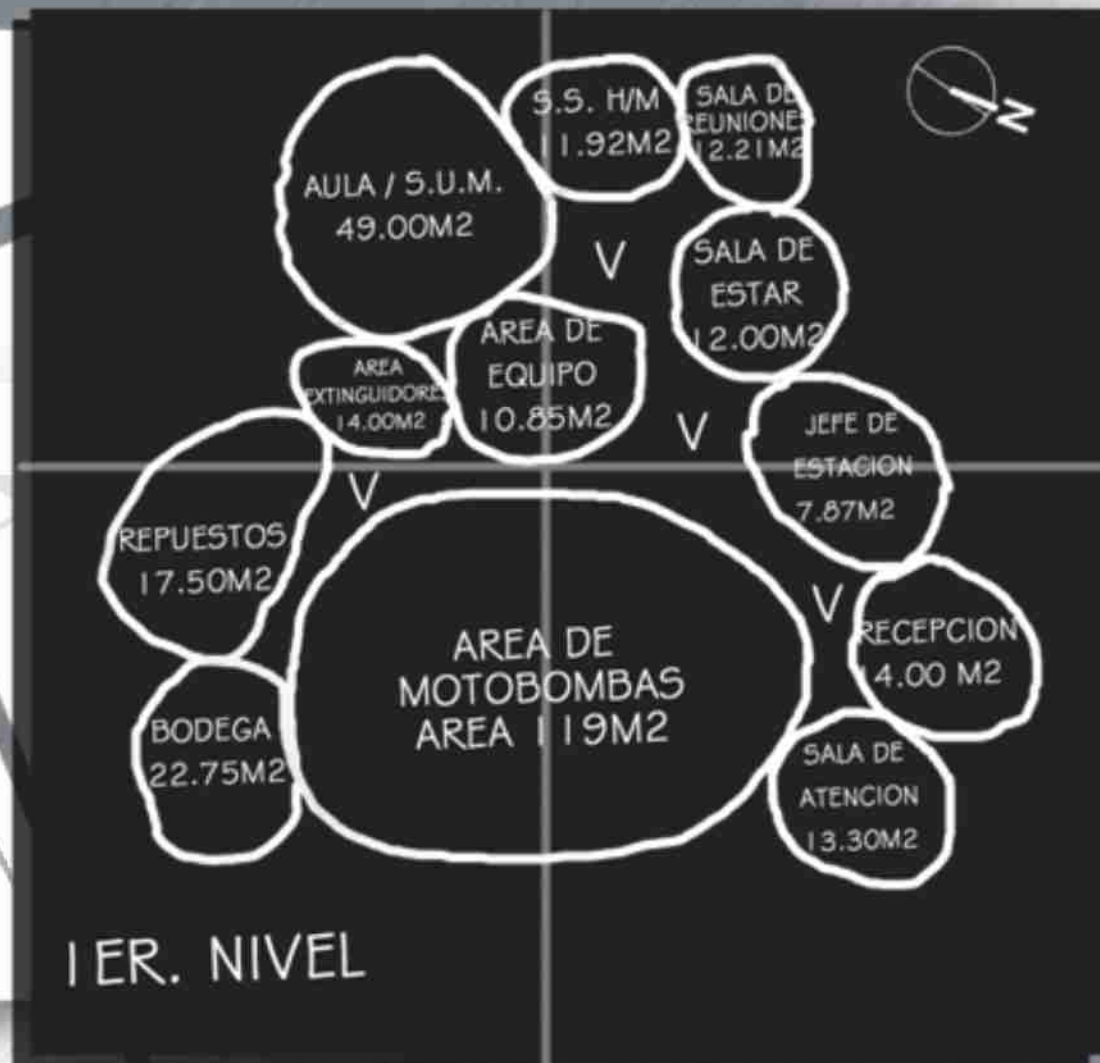 S.S. H/M
11.92M2
SALA DE
REUNIONES
12.21M2
N
AULA / S.U.M.
49.00M2
V
SALA DE
ESTAR
12.00M2
AREA DE
EQUIPO
10.85M2
AREA
EXTINGUIDORES
14.00M2
V
JEFE DE
ESTACION
7.87M2
V
REPUESTOS
17.50M2
V
RECEPCION
4.00 M2
AREA DE
MOTOBOMBAS
AREA 119M2
BODEGA
22.75M2
SALA DE
ATENCION
13.30M2
1ER. NIVEL